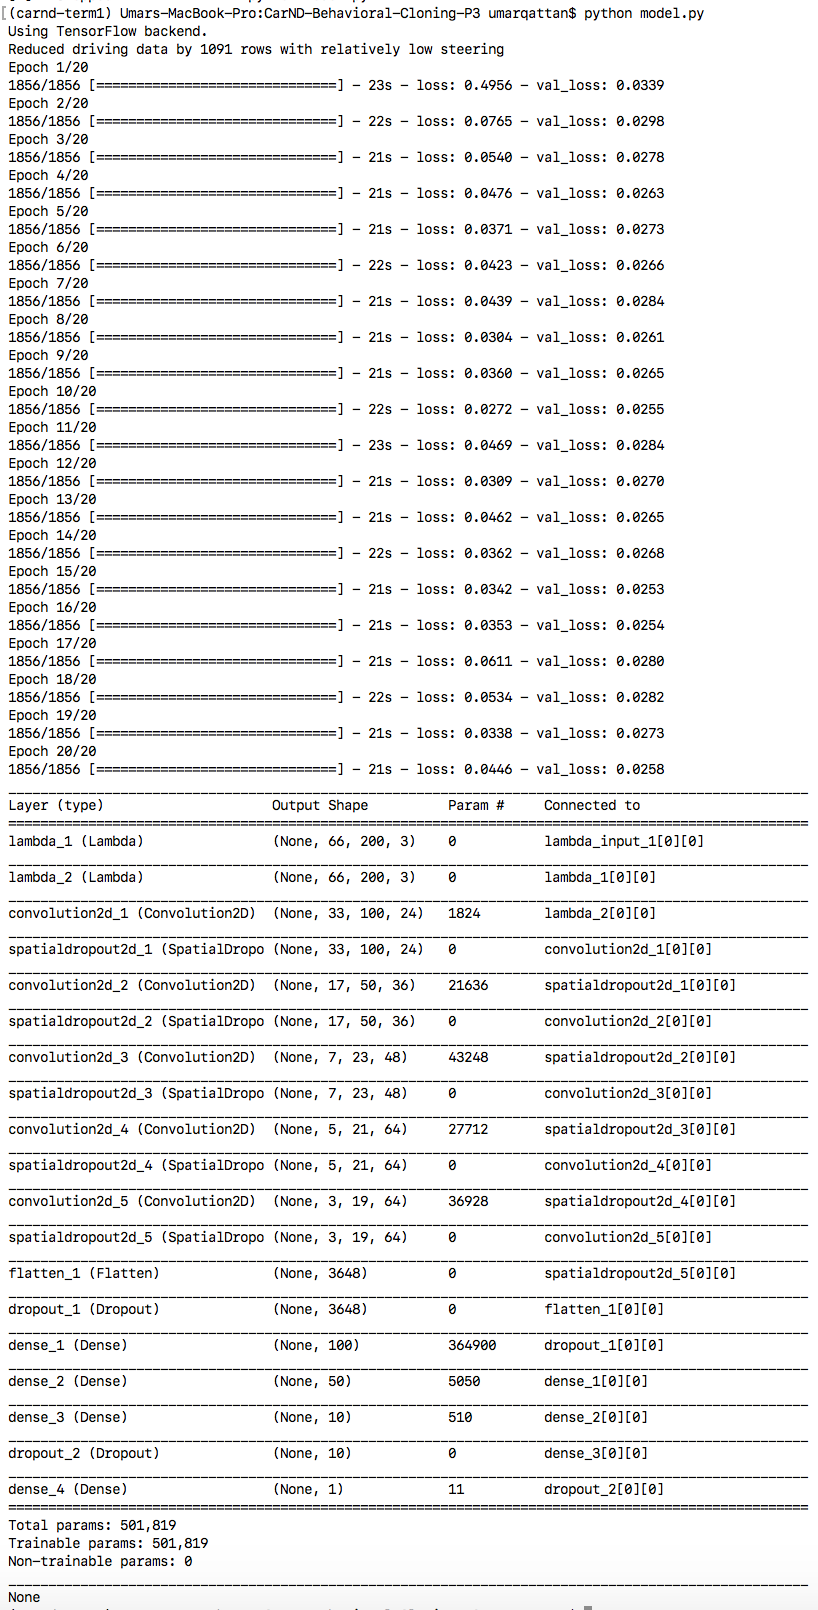 (carnd-term1) Umars-MacBook-Pro:CarND-Behavioral-Cloning-P3 umarqattan$ python model.py
Using TensorFlow backend.
Reduced driving data by 1091 rows with relatively low steering
Epoch 1/20
1856/1856 [==============================] - 23s - loss: 0.4956 - val_loss: 0.0339
Epoch 2/20
1856/1856 [==============================] - 22s - loss: 0.0765 - val_loss: 0.0298
Epoch 3/20
1856/1856 [==============================] - 21s - loss: 0.0540 - val_loss: 0.0278
Epoch 4/20
1856/1856 [==============================] - 21s - loss: 0.0476 - val_loss: 0.0263
Epoch 5/20
1856/1856 [==============================] - 21s - loss: 0.0371 - val_loss: 0.0273
Epoch 6/20
1856/1856 [==============================] - 22s - loss: 0.0423 - val_loss: 0.0266
Epoch 7/20
1856/1856 [==============================] - 21s - loss: 0.0439 - val_loss: 0.0284
Epoch 8/20
1856/1856 [==============================] - 21s - loss: 0.0304 - val_loss: 0.0261
Epoch 9/20
1856/1856 [==============================] - 21s - loss: 0.0360 - val_loss: 0.0265
Epoch 10/20
1856/1856 [==============================] - 22s - loss: 0.0272 - val_loss: 0.0255
Epoch 11/20
1856/1856 [==============================] - 23s - loss: 0.0469 - val_loss: 0.0284
Epoch 12/20
1856/1856 [==============================] - 21s - loss: 0.0309 - val_loss: 0.0270
Epoch 13/20
1856/1856 [==============================] - 21s - loss: 0.0462 - val_loss: 0.0265
Epoch 14/20
1856/1856 [==============================] - 22s - loss: 0.0362 - val_loss: 0.0268
Epoch 15/20
1856/1856 [==============================] - 21s - loss: 0.0342 - val_loss: 0.0253
Epoch 16/20
1856/1856 [==============================] - 21s - loss: 0.0353 - val_loss: 0.0254
Epoch 17/20
1856/1856 [==============================] - 21s - loss: 0.0611 - val_loss: 0.0280
Epoch 18/20
1856/1856 [==============================] - 22s - loss: 0.0534 - val_loss: 0.0282
Epoch 19/20
1856/1856 [==============================] - 21s - loss: 0.0338 - val_loss: 0.0273
Epoch 20/20
1856/1856 [==============================] - 21s - loss: 0.0446 - val_loss: 0.0258
Layer (type) Output Shape Param # Connected to
lambda_1 (Lambda) (None, 66, 200, 3) 0 lambda_input_1[0][0]
lambda_2 (Lambda) (None, 66, 200, 3) 0 lambda_1[0][0]
convolution2d_1 (Convolution2D) (None, 33, 100, 24) 1824 lambda_2[0][0]
spatialdropout2d_1 (SpatialDropo (None, 33, 100, 24) 0 convolution2d_1[0][0]
convolution2d_2 (Convolution2D) (None, 17, 50, 36) 21636 spatialdropout2d_1[0][0]
spatialdropout2d_2 (SpatialDropo (None, 17, 50, 36) 0 convolution2d_2[0][0]
convolution2d_3 (Convolution2D) (None, 7, 23, 48) 43248 spatialdropout2d_2[0][0]
spatialdropout2d_3 (SpatialDropo (None, 7, 23, 48) 0 convolution2d_3[0][0]
convolution2d_4 (Convolution2D) (None, 5, 21, 64) 27712 spatialdropout2d_3[0][0]
spatialdropout2d_4 (SpatialDropo (None, 5, 21, 64) 0 convolution2d_4[0][0]
convolution2d_5 (Convolution2D) (None, 3, 19, 64) 36928 spatialdropout2d_4[0][0]
spatialdropout2d_5 (SpatialDropo (None, 3, 19, 64) 0 convolution2d_5[0][0]
flatten_1 (Flatten) (None, 3648) 0 spatialdropout2d_5[0][0]
dropout_1 (Dropout) (None, 3648) 0 flatten_1[0][0]
dense_1 (Dense) (None, 100) 364900 dropout_1[0][0]
dense_2 (Dense) (None, 50) 5050 dense_1[0][0]
dense_3 (Dense) (None, 10) 510 dense_2[0][0]
dropout_2 (Dropout) (None, 10) 0 dense_3[0][0]
dense_4 (Dense) (None, 1) 11 dropout_2[0][0]
Total params: 501,819
Trainable params: 501,819
Non-trainable params: 0
None